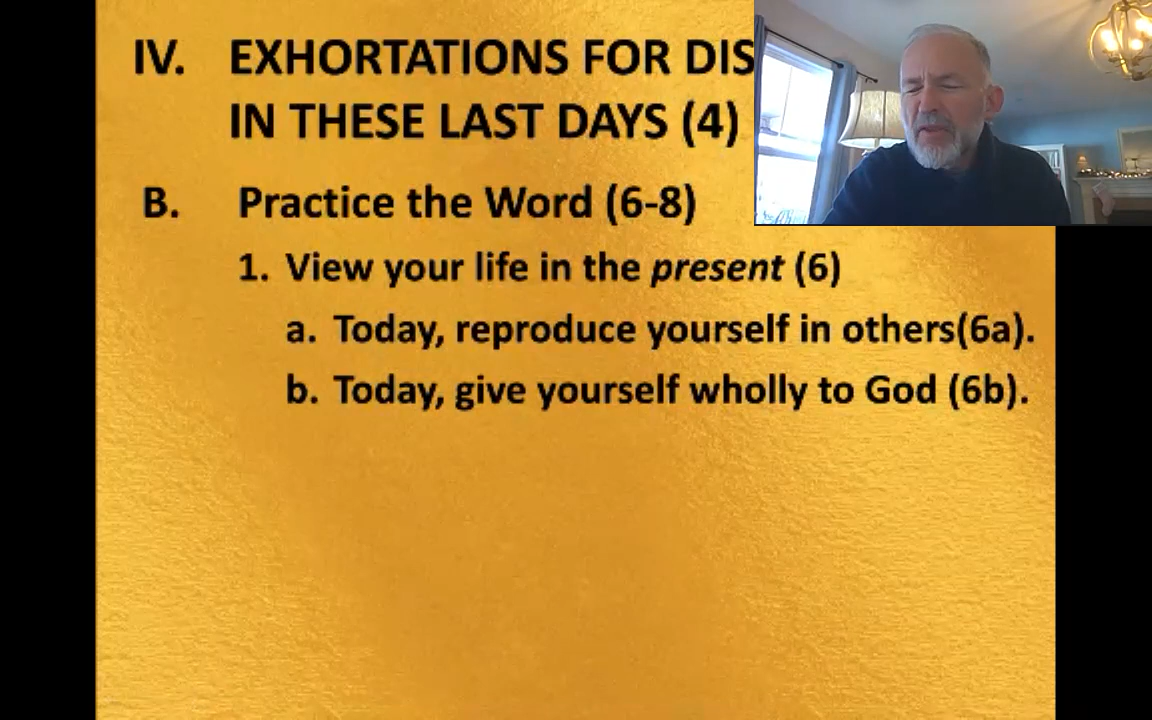 IV. EXHORTATIONS FOR DIS
IN THESE LAST DAYS (4)
B. Practice the Word (6-8)
1. View your life in the present (6)
a. Today, reproduce yourself in others(6a).
b. Today, give yourself wholly to God (6b).